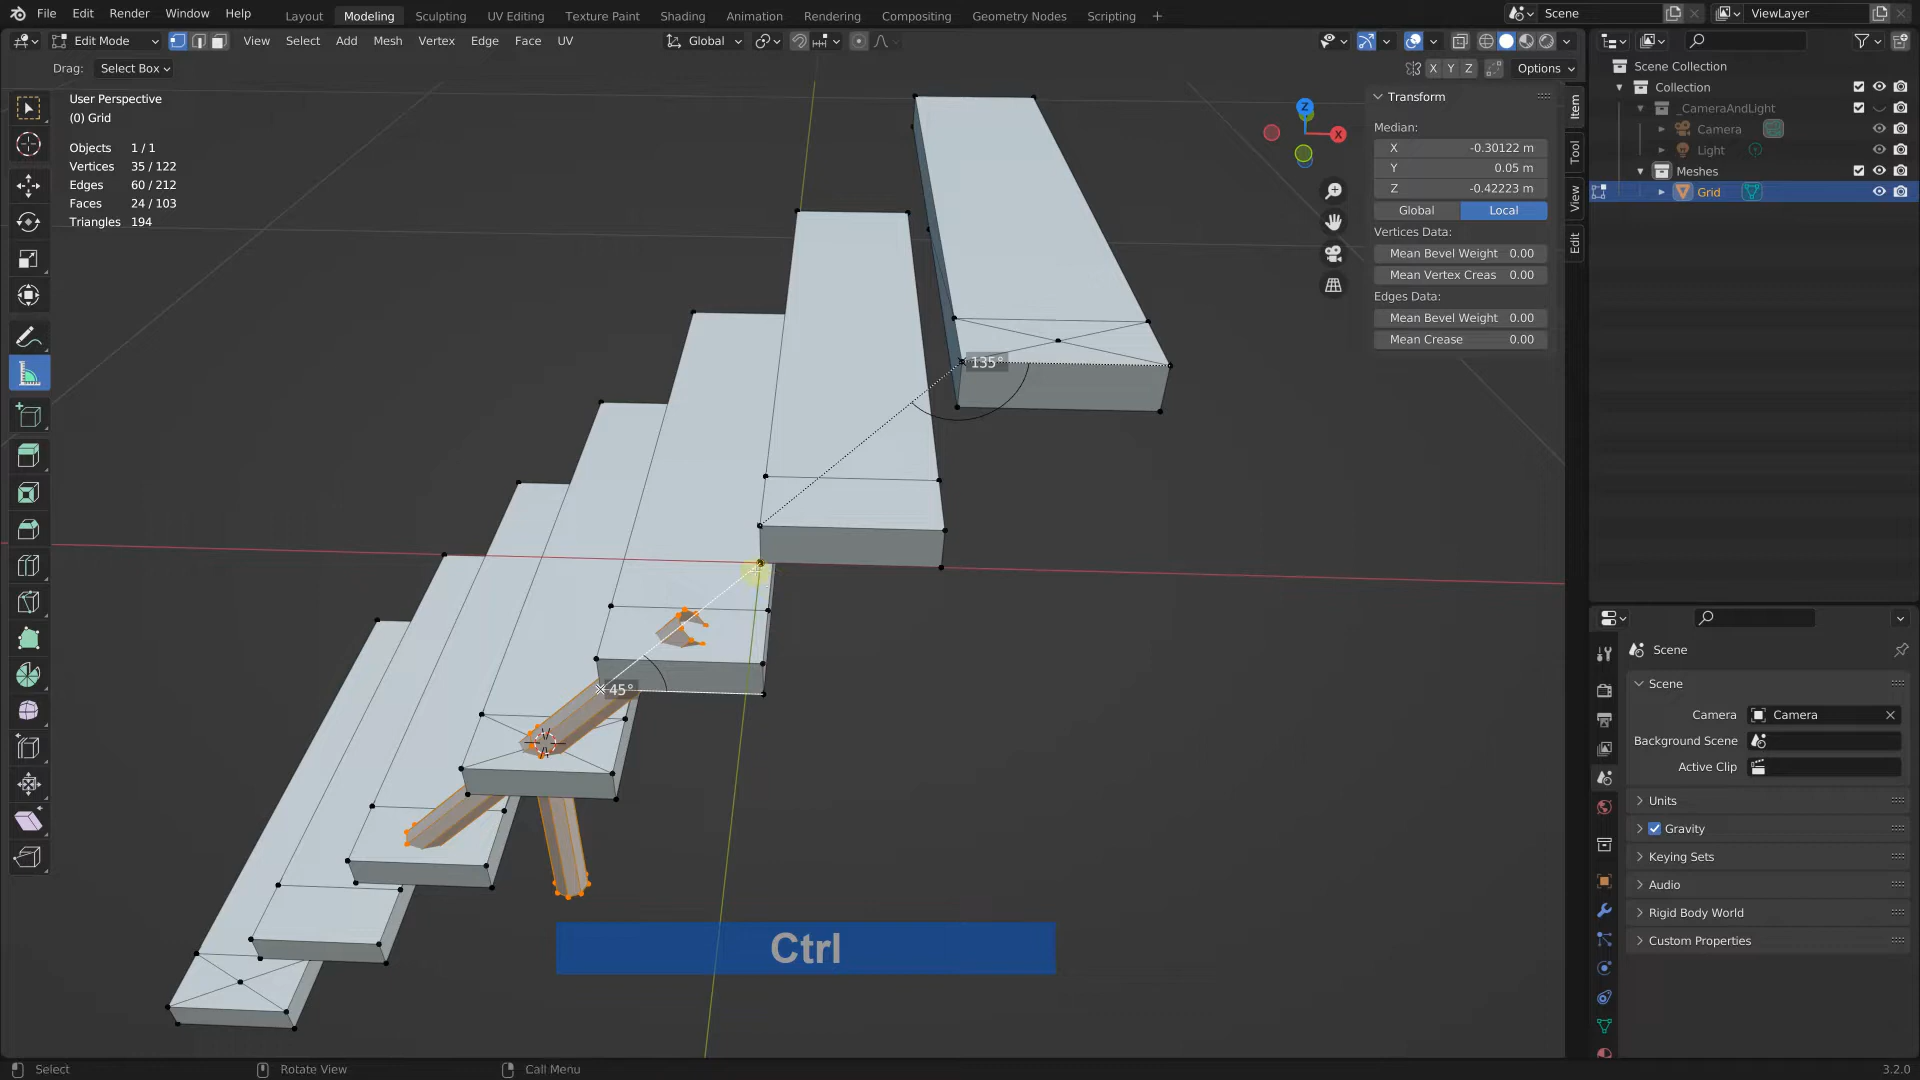 File Edit Render Window Help Layout Modeling Sculpting UV Editing Texture Paint Shading Animation Rendering Compositing Geometry Nodes Scripting + Scene ViewLayer
Edit Mode View Select Add Mesh Vertex Edge Face UV Global
Drag: Select Box X Y Z Options
User Perspective
(0) Grid
Objects 1 / 1
Vertices 35 / 122
Edges 60 / 212
Faces 24 / 103
Triangles 194
135°
45°
Z
X
Transform
Median:
X -0.30122 m
Y 0.05 m
Z -0.42223 m
Global Local
Vertices Data:
Mean Bevel Weight 0.00
Mean Vertex Creas 0.00
Edges Data:
Mean Bevel Weight 0.00
Mean Crease 0.00
Item
Tool
View
Edit
Scene Collection
Collection
_CameraAndLight
Camera
Light
Meshes
Grid
Scene
Scene
Camera Camera
Background Scene
Active Clip
Units
Gravity
Keying Sets
Audio
Rigid Body World
Custom Properties
Ctrl
Select Rotate View Call Menu 3.2.0